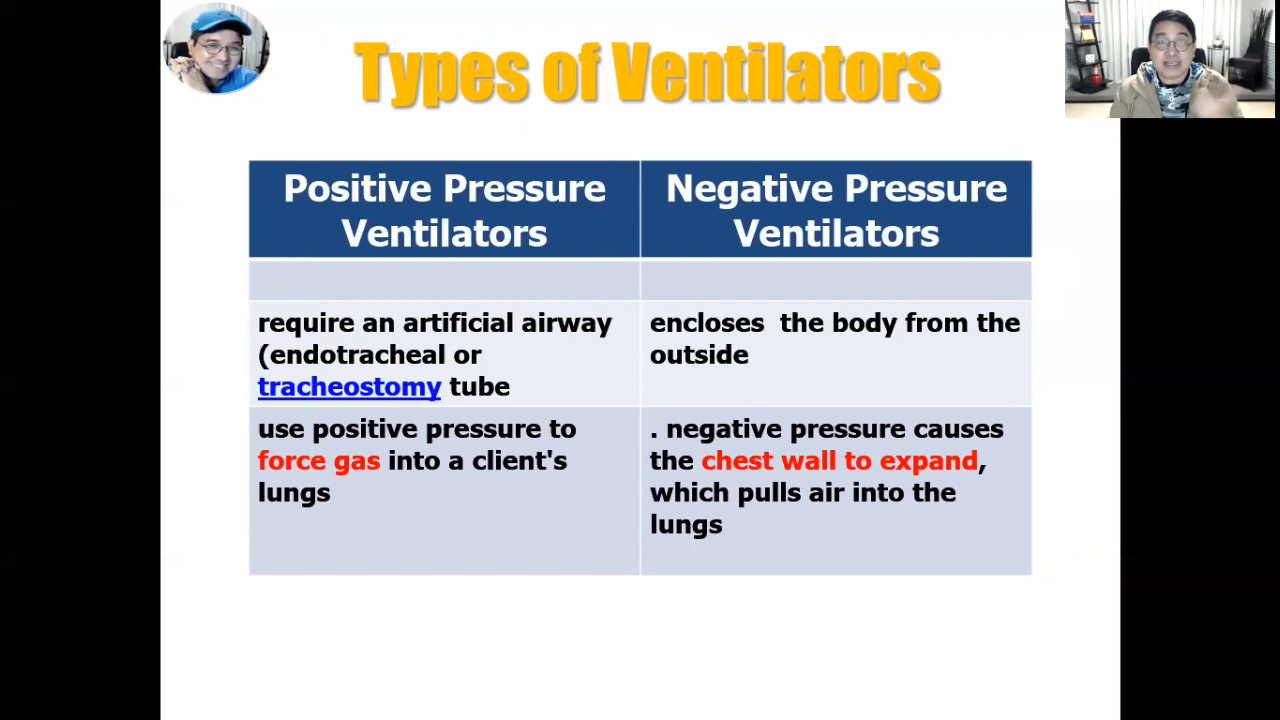 Types of Ventilators
Positive Pressure
Ventilators
Negative Pressure
Ventilators
require an artificial airway
(endotracheal or
tracheostomy tube
encloses  the body from the
outside
use positive pressure to
force gas into a client's
lungs
. negative pressure causes
the chest wall to expand,
which pulls air into the
lungs